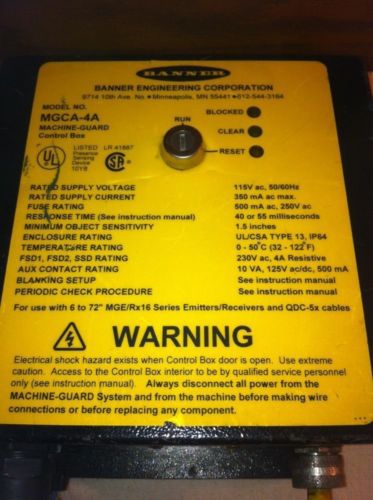 BANNER
BANNER ENGINEERING CORPORATION
9714 10th Ave. No. • Minneapolis, MN 55441 • 612-544-3164
MODEL NO.
MGCA-4A
MACHINE-GUARD
Control Box
BLOCKED
RUN
CLEAR
RESET
UL
LISTED
Presence
Sensing
Device
10Y8
LR 41887
SA
RATED SUPPLY VOLTAGE 115V ac, 50/60Hz
RATED SUPPLY CURRENT 350 mA ac max.
FUSE RATING 500 mA ac, 250V ac
RESPONSE TIME (See instruction manual) 40 or 55 milliseconds
MINIMUM OBJECT SENSITIVITY 1.5 inches
ENCLOSURE RATING UL/CSA TYPE 13, IP64
TEMPERATURE RATING 0 - 50°C (32 - 122°F)
FSD1, FSD2, SSD RATING 230V ac, 4A Resistive
AUX CONTACT RATING 10 VA, 125V ac/dc, 500 mA
BLANKING SETUP See instruction manual
PERIODIC CHECK PROCEDURE See instruction manual
For use with 6 to 72" MGE/Rx16 Series Emitters/Receivers and QDC-5x cables
WARNING
Electrical shock hazard exists when Control Box door is open. Use extreme
caution. Access to the Control Box interior to be by qualified service personnel
only (see instruction manual). Always disconnect all power from the
MACHINE-GUARD System and from the machine before making wire
connections or before replacing any component.